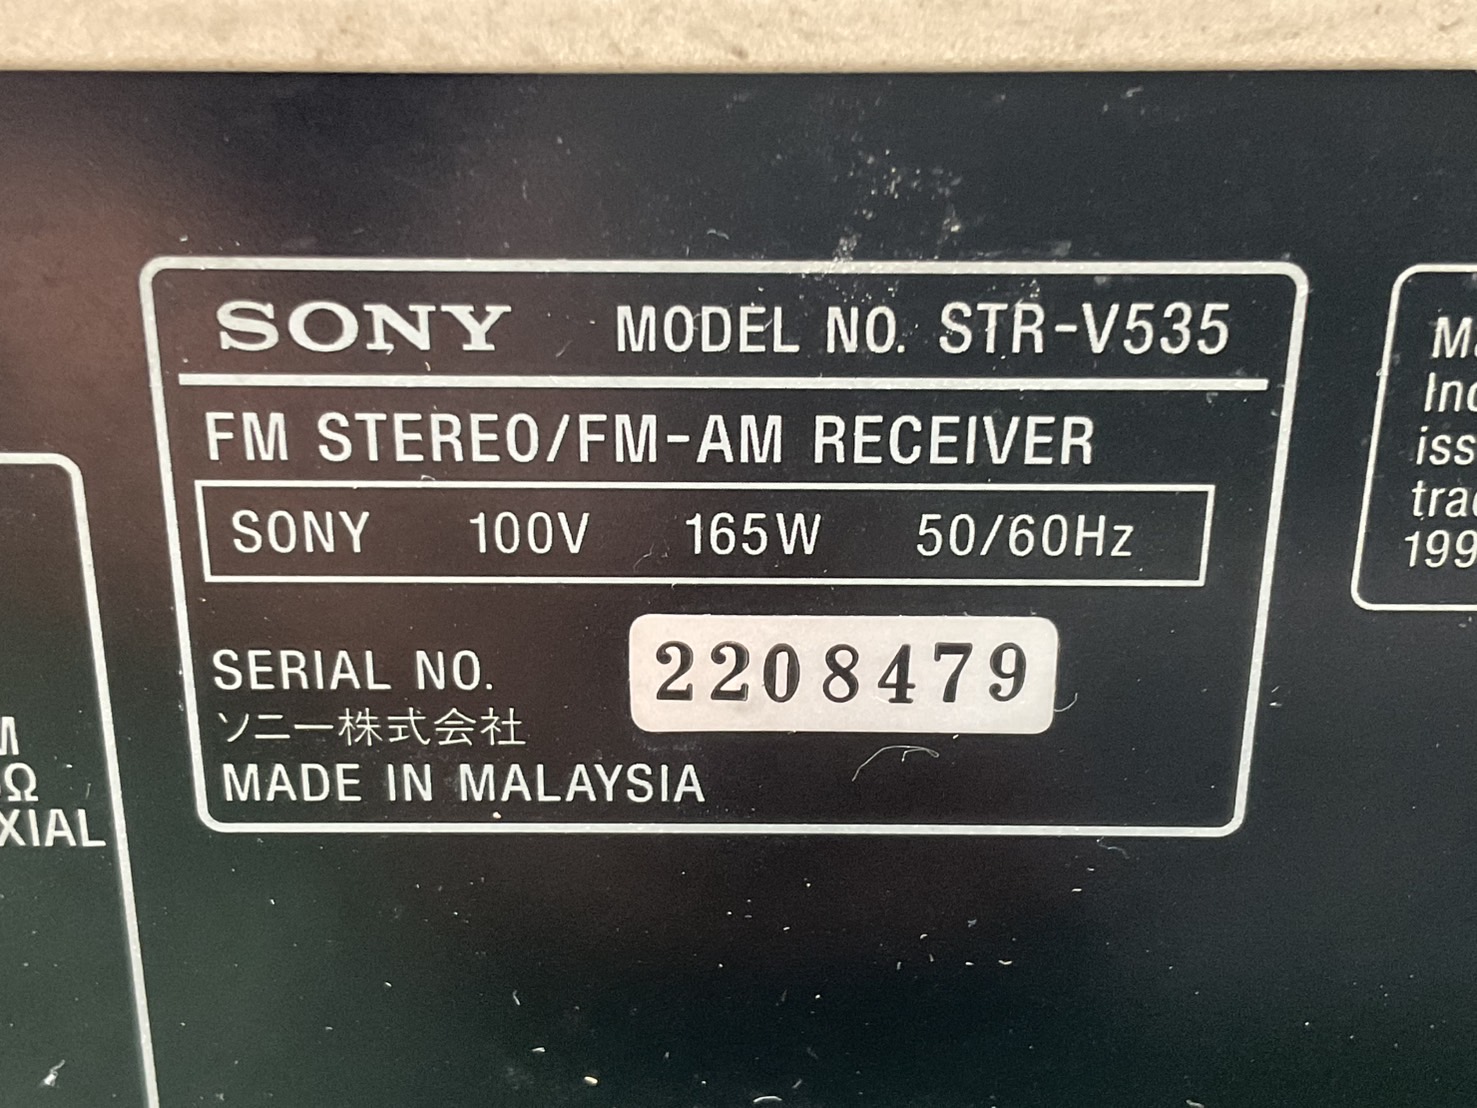 SONY MODEL NO. STR-V535
FM STEREO/FM-AM RECEIVER
SONY 100V 165W 50/60Hz
SERIAL NO. 2208479
ソニー株式会社
MADE IN MALAYSIA
Ω